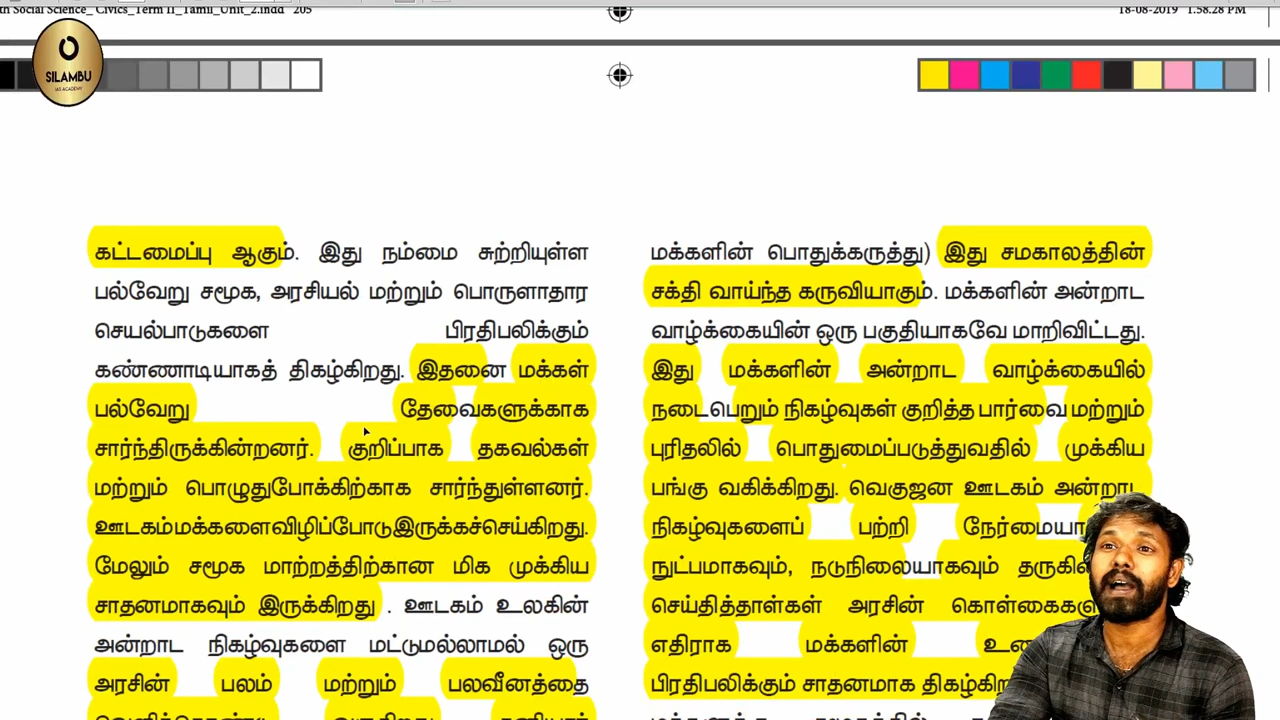 th Social Science_ Civics_Term II_Tamil_Unit_2.indd 205
18-08-2019 1.58.28 PM
SILAMBU
IAS ACADEMY
கட்டமைப்பு ஆகும். இது நம்மை சுற்றியுள்ள
பல்வேறு சமூக, அரசியல் மற்றும் பொருளாதார
செயல்பாடுகளை பிரதிபலிக்கும்
கண்ணாடியாகத் திகழ்கிறது. இதனை மக்கள்
பல்வேறு தேவைகளுக்காக
சார்ந்திருக்கின்றனர். குறிப்பாக தகவல்கள்
மற்றும் பொழுதுபோக்கிற்காக சார்ந்துள்ளனர்.
ஊடகம்மக்களைவிழிப்போடுஇருக்கச்செய்கிறது.
மேலும் சமூக மாற்றத்திற்கான மிக முக்கிய
சாதனமாகவும் இருக்கிறது . ஊடகம் உலகின்
அன்றாட நிகழ்வுகளை மட்டுமல்லாமல் ஒரு
அரசின் பலம் மற்றும் பலவீனத்தை
மக்களின் பொதுக்கருத்து) இது சமகாலத்தின்
சக்தி வாய்ந்த கருவியாகும். மக்களின் அன்றாட
வாழ்க்கையின் ஒரு பகுதியாகவே மாறிவிட்டது.
இது மக்களின் அன்றாட வாழ்க்கையில்
நடைபெறும் நிகழ்வுகள் குறித்த பார்வை மற்றும்
புரிதலில் பொதுமைப்படுத்துவதில் முக்கிய
பங்கு வகிக்கிறது. வெகுஜன ஊடகம்
நிகழ்வுகளைப் பற்றி
நுட்பமாகவும், நடுநிலையாகவும்
செய்தித்தாள்கள் அரசின்
எதிராக மக்களின்
பிரதிபலிக்கும் சாதனமாக